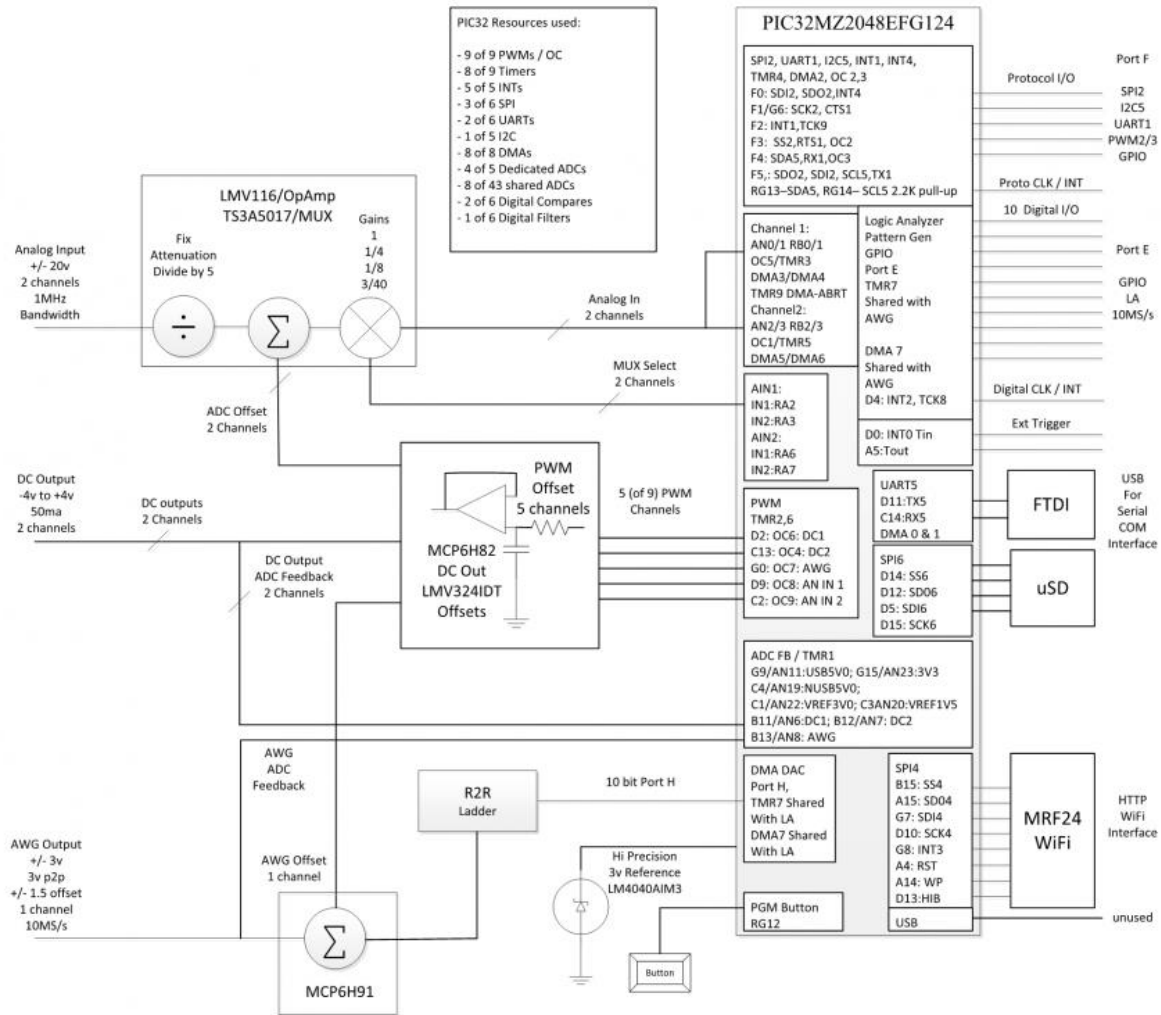 PIC32 Resources used:
- 9 of 9 PWMs / OC
- 8 of 9 Timers
- 5 of 5 INTs
- 3 of 6 SPI
- 2 of 6 UARTs
- 1 of 5 I2C
- 8 of 8 DMAs
- 4 of 5 Dedicated ADCs
- 8 of 43 shared ADCs
- 2 of 6 Digital Compares
- 1 of 6 Digital Filters
PIC32MZ2048EFG124
SPI2, UART1, I2C5, INT1, INT4,
TMR4, DMA2, OC 2,3
F0: SDI2, SDO2,INT4
F1/G6: SCK2, CTS1
F2: INT1,TCK9
F3:  SS2,RTS1, OC2
F4: SDA5,RX1,OC3
F5,: SDO2, SDI2, SCL5,TX1
RG13–SDA5, RG14– SCL5 2.2K pull-up
Protocol I/O
Port F
SPI2
I2C5
UART1
PWM2/3
GPIO
Proto CLK / INT
10  Digital I/O
Port E
GPIO
LA
10MS/s
Digital CLK / INT
Ext Trigger
LMV116/OpAmp
TS3A5017/MUX
Gains
1
1/4
1/8
3/40
Fix
Attenuation
Divide by 5
÷
Σ
Analog Input
+/- 20v
2 channels
1MHz
Bandwidth
Analog In
2 channels
MUX Select
2 Channels
ADC Offset
2 Channels
Channel 1:
AN0/1 RB0/1
OC5/TMR3
DMA3/DMA4
TMR9 DMA-ABRT
Channel2:
AN2/3 RB2/3
OC1/TMR5
DMA5/DMA6
Logic Analyzer
Pattern Gen
GPIO
Port E
TMR7
Shared with
AWG
DMA 7
Shared with
AWG
D4: INT2, TCK8
D0: INT0 Tin
A5:Tout
AIN1:
IN1:RA2
IN2:RA3
AIN2:
IN1:RA6
IN2:RA7
DC Output
-4v to +4v
50ma
2 channels
DC outputs
2 Channels
DC Output
ADC Feedback
2 Channels
PWM
Offset
5 channels
MCP6H82
DC Out
LMV324IDT
Offsets
5 (of 9) PWM
Channels
PWM
TMR2,6
D2: OC6: DC1
C13: OC4: DC2
G0: OC7: AWG
D9: OC8: AN IN 1
C2: OC9: AN IN 2
UART5
D11:TX5
C14:RX5
DMA 0 & 1
FTDI
USB
For
Serial
COM
Interface
SPI6
D14: SS6
D12: SD06
D5: SDI6
D15: SCK6
uSD
ADC FB / TMR1
G9/AN11:USB5V0;  G15/AN23:3V3
C4/AN19:NUSB5V0;
C1/AN22:VREF3V0; C3AN20:VREF1V5
B11/AN6:DC1; B12/AN7: DC2
B13/AN8: AWG
AWG
ADC
Feedback
R2R
Ladder
10 bit Port H
DMA DAC
Port H,
TMR7 Shared
With LA
DMA7 Shared
With LA
SPI4
B15: SS4
A15: SD04
G7: SDI4
D10: SCK4
G8: INT3
A4: RST
A14: WP
D13:HIB
MRF24
WiFi
HTTP
WiFi
Interface
AWG Output
+/- 3v
3v p2p
+/- 1.5 offset
1 channel
10MS/s
AWG Offset
1 channel
Σ
MCP6H91
Hi Precision
3v Reference
LM4040AIM3
PGM Button
RG12
Button
USB
unused